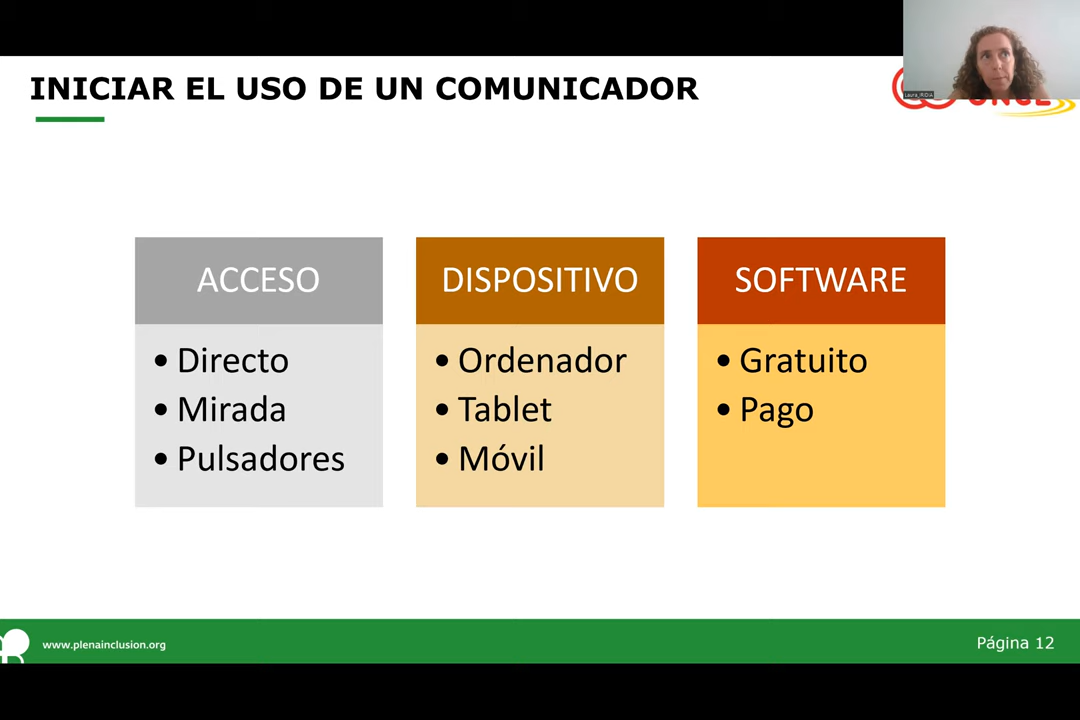 INICIAR EL USO DE UN COMUNICADOR
Laura_IRIDIA
ACCESO
• Directo
• Mirada
• Pulsadores
DISPOSITIVO
• Ordenador
• Tablet
• Móvil
SOFTWARE
• Gratuito
• Pago
www.plenainclusion.org
Página 12